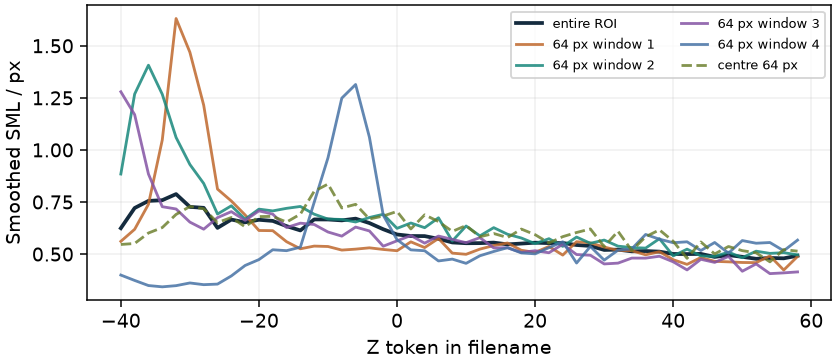 Smoothed SML / px
1.50
1.25
1.00
0.75
0.50
entire ROI
64 px window 1
64 px window 2
64 px window 3
64 px window 4
centre 64 px
−40
−20
0
20
40
60
Z token in filename